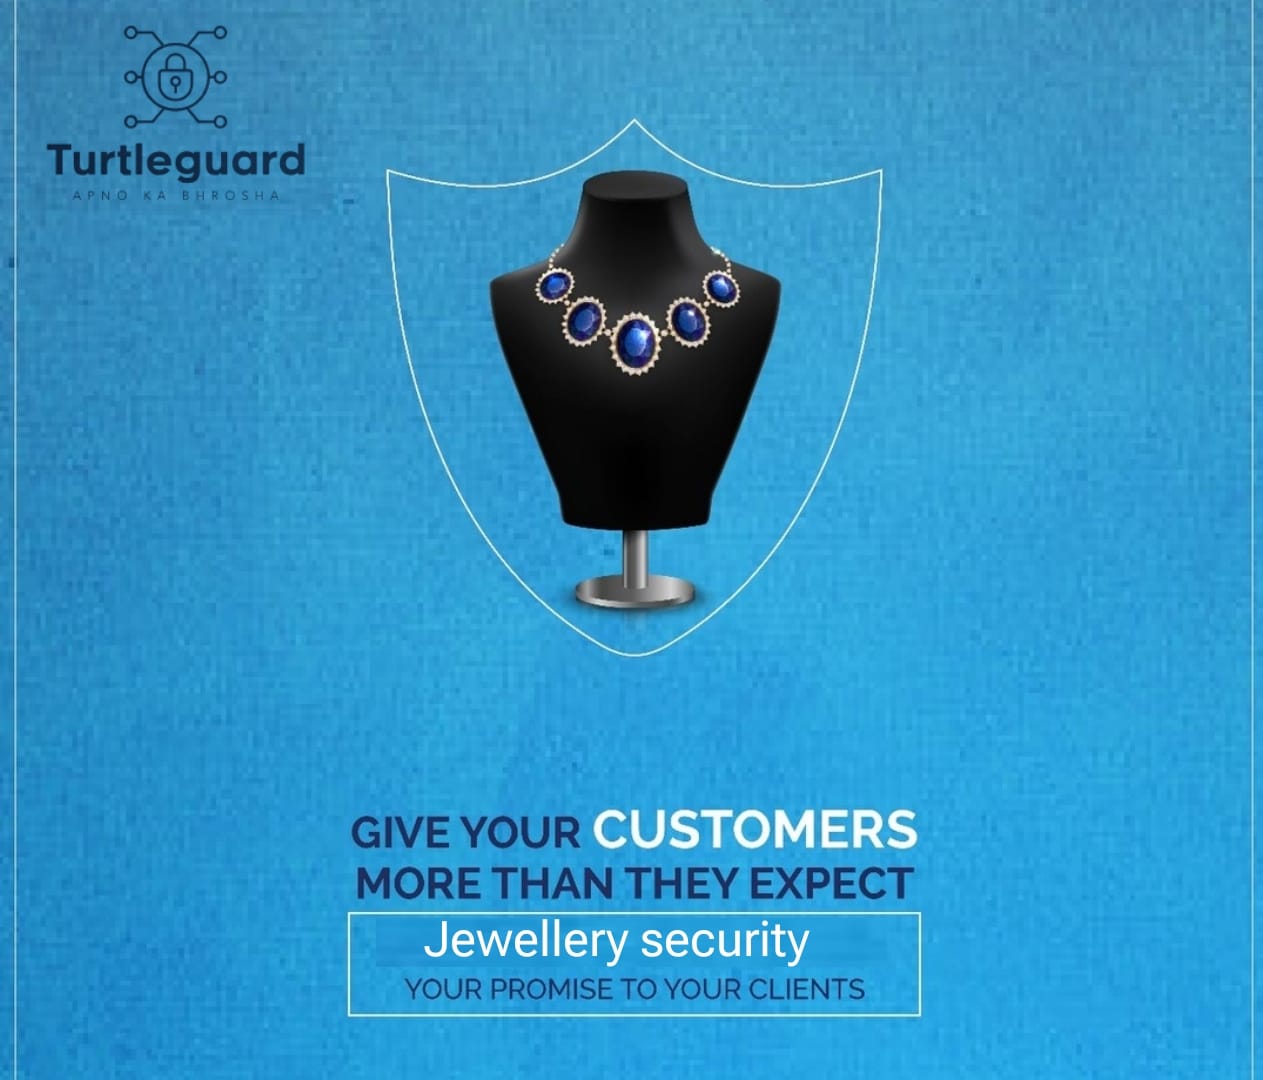 Turtleguard
APNO KA BHROSHA
GIVE YOUR CUSTOMERS
MORE THAN THEY EXPECT
Jewellery security
YOUR PROMISE TO YOUR CLIENTS